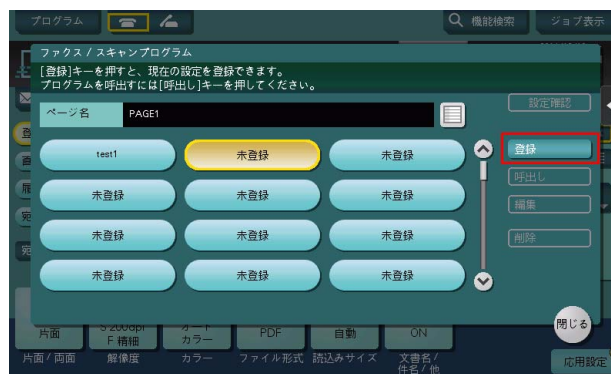 プログラム
機能検索
ジョブ表示
ファクス / スキャンプログラム
[登録]キーを押すと、現在の設定を登録できます。
プログラムを呼出すには[呼出し]キーを押してください。
設定確認
ページ名
PAGE1
登録
test1
未登録
未登録
呼出し
未登録
未登録
未登録
編集
未登録
未登録
未登録
削除
未登録
未登録
未登録
閉じる
片面
S 200dpi
F 精細
オート
カラー
PDF
自動
ON
片面 / 両面
解像度
カラー
ファイル形式
読込みサイズ
文書名 /
件名 / 他
応用設定